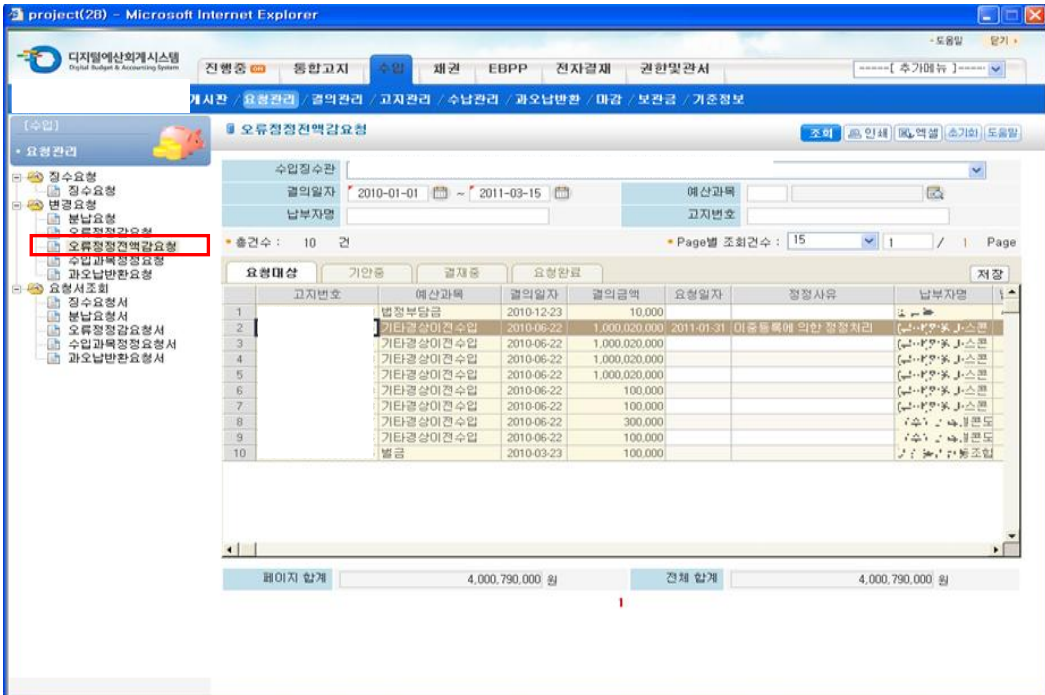 project(28) - Microsoft Internet Explorer
도움말 닫기
디지털예산회계시스템
Digital Budget & Accounting System
진행중 통합고지 수입 채권 EBPP 전자결재 권한및관서 -----[ 추가메뉴 ]-----
게시판 / 요청관리 / 결의관리 / 고지관리 / 수납관리 / 과오납반환 / 마감 / 보관금 / 기준정보
[수입]
• 요청관리
징수요청
징수요청
변경요청
분납요청
오류정정감요청
오류정정전액감요청
수입과목정정요청
과오납반환요청
요청서조회
징수요청서
분납요청서
오류정정감요청서
수입과목정정요청서
과오납반환요청서
오류정정전액감요청
조회 인쇄 엑셀 초기화 도움말
수입징수관
결의일자 2010-01-01 ~ 2011-03-15 예산과목
납부자명 고지번호
총건수 : 10 건 Page별 조회건수 : 15 1 / 1 Page
요청대상 기안중 결재중 요청완료 저장
고지번호 예산과목 결의일자 결의금액 요청일자 정정사유 납부자명
1 법정부담금 2010-12-23 10,000
2 기타경상이전수입 2010-06-22 1,000,020,000 2011-01-31 이중등록에 의한 정정처리 스콘
3 기타경상이전수입 2010-06-22 1,000,020,000 스콘
4 기타경상이전수입 2010-06-22 1,000,020,000 스콘
5 기타경상이전수입 2010-06-22 1,000,020,000 스콘
6 기타경상이전수입 2010-06-22 100,000 스콘
7 기타경상이전수입 2010-06-22 100,000 스콘
8 기타경상이전수입 2010-06-22 300,000 콘도
9 기타경상이전수입 2010-06-22 100,000 콘도
10 벌금 2010-03-23 100,000 동조합
페이지 합계 4,000,790,000 원 전체 합계 4,000,790,000 원
1